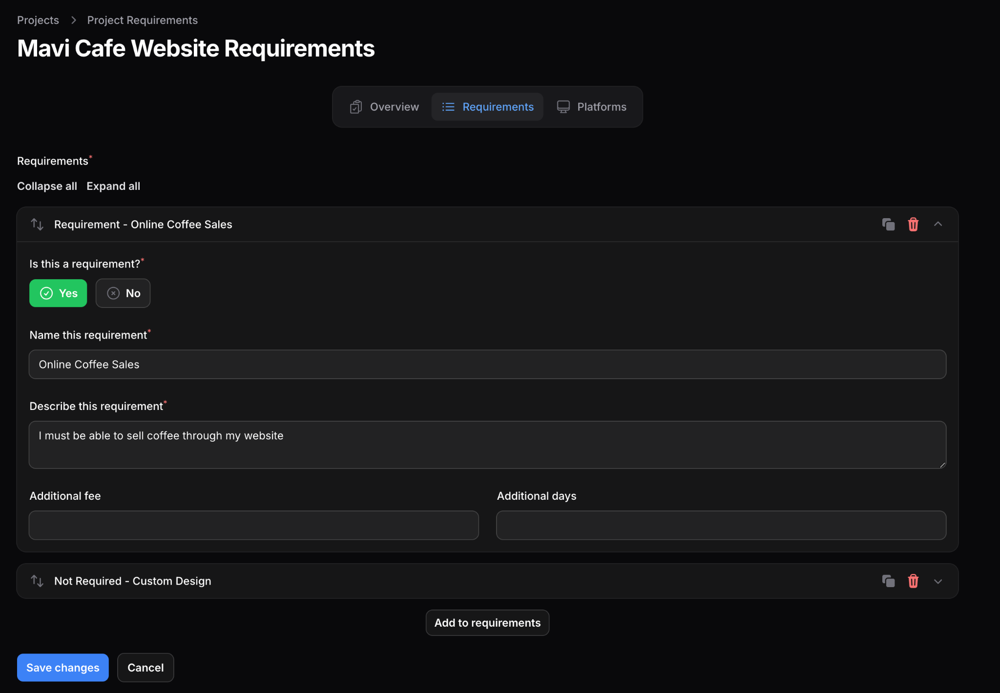 Projects > Project Requirements
Mavi Cafe Website Requirements
Overview Requirements Platforms
Requirements*
Collapse all Expand all
Requirement - Online Coffee Sales
Is this a requirement?*
Yes No
Name this requirement*
Online Coffee Sales
Describe this requirement*
I must be able to sell coffee through my website
Additional fee Additional days
Not Required - Custom Design
Add to requirements
Save changes Cancel